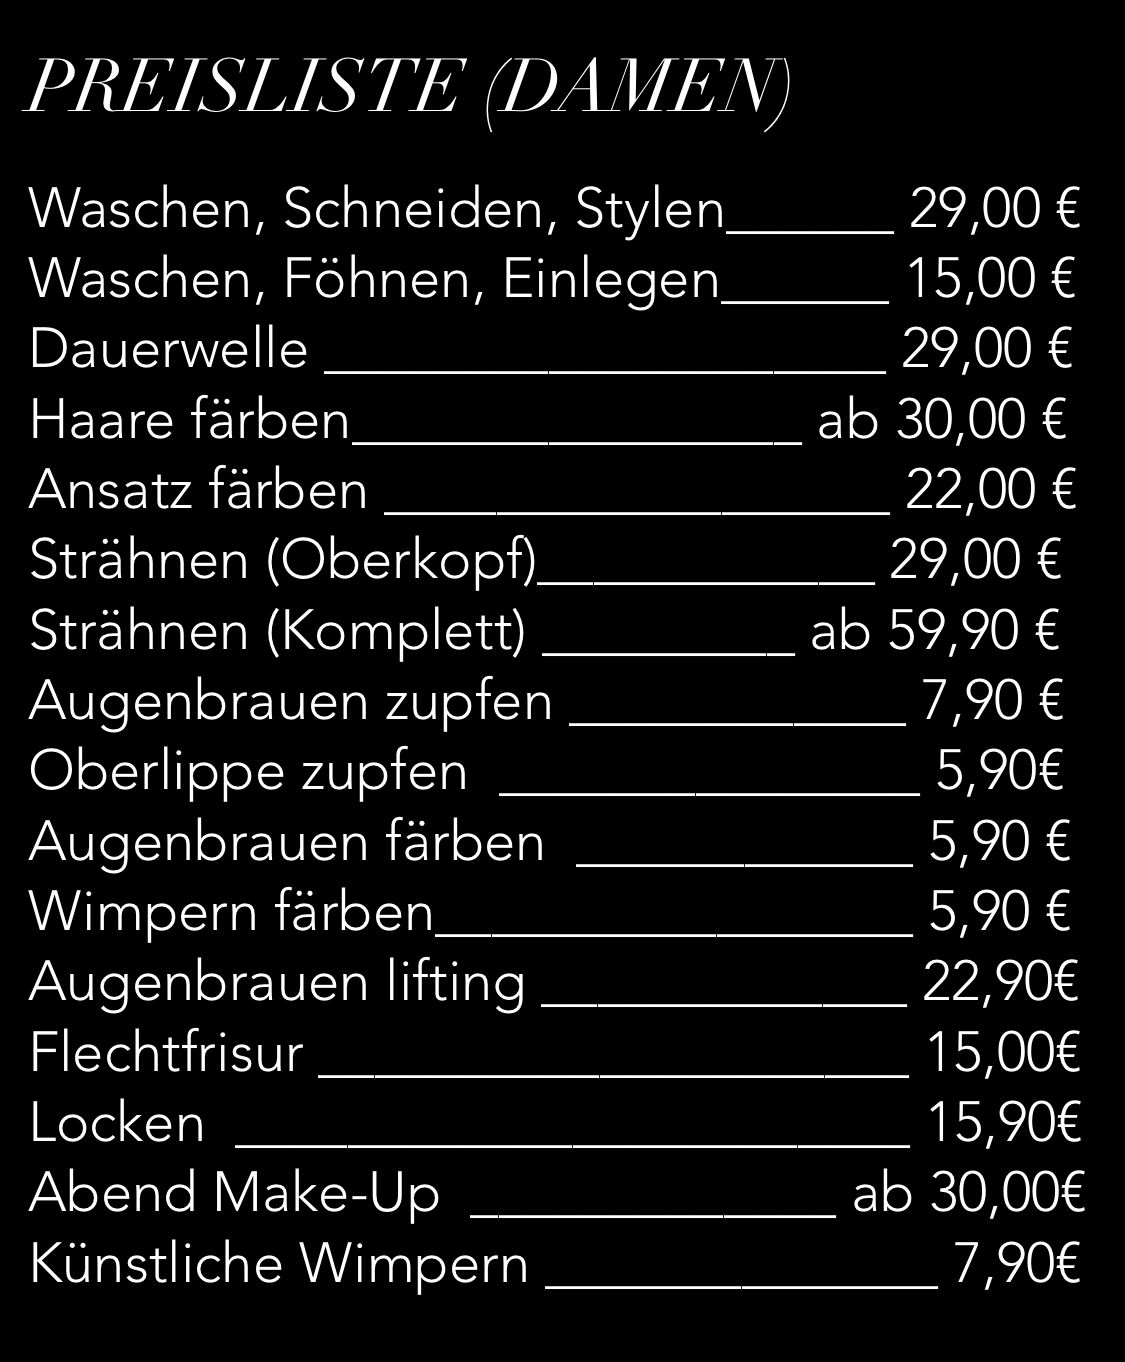 PREISLISTE (DAMEN)
Waschen, Schneiden, Stylen______ 29,00 €
Waschen, Föhnen, Einlegen______ 15,00 €
Dauerwelle ____________________ 29,00 €
Haare färben________________ ab 30,00 €
Ansatz färben __________________ 22,00 €
Strähnen (Oberkopf)____________ 29,00 €
Strähnen (Komplett) _________ ab 59,90 €
Augenbrauen zupfen ____________ 7,90 €
Oberlippe zupfen _______________ 5,90€
Augenbrauen färben ____________ 5,90 €
Wimpern färben_________________ 5,90 €
Augenbrauen lifting _____________ 22,90€
Flechtfrisur _____________________ 15,00€
Locken ________________________ 15,90€
Abend Make-Up _____________ ab 30,00€
Künstliche Wimpern ______________ 7,90€